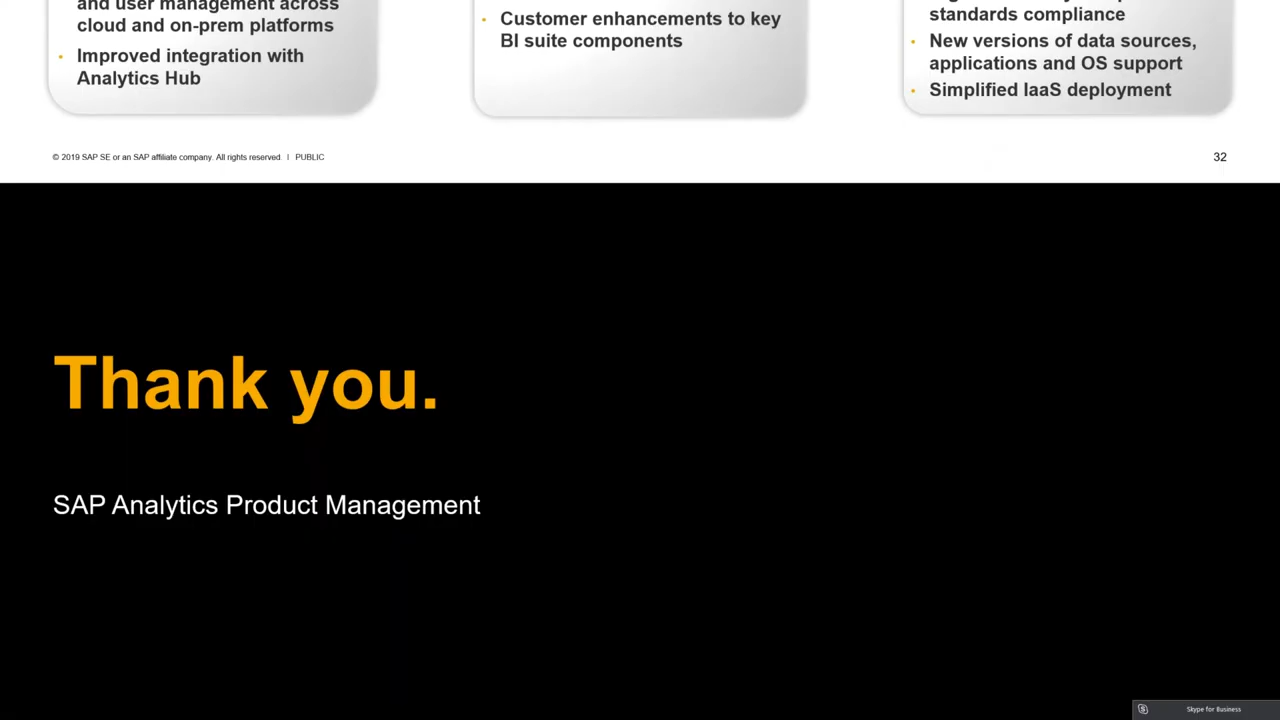 and user management across
cloud and on-prem platforms
• Improved integration with
Analytics Hub
• Customer enhancements to key
BI suite components
standards compliance
• New versions of data sources,
applications and OS support
• Simplified IaaS deployment
© 2019 SAP SE or an SAP affiliate company. All rights reserved. | PUBLIC
32
Thank you.
SAP Analytics Product Management
Skype for Business